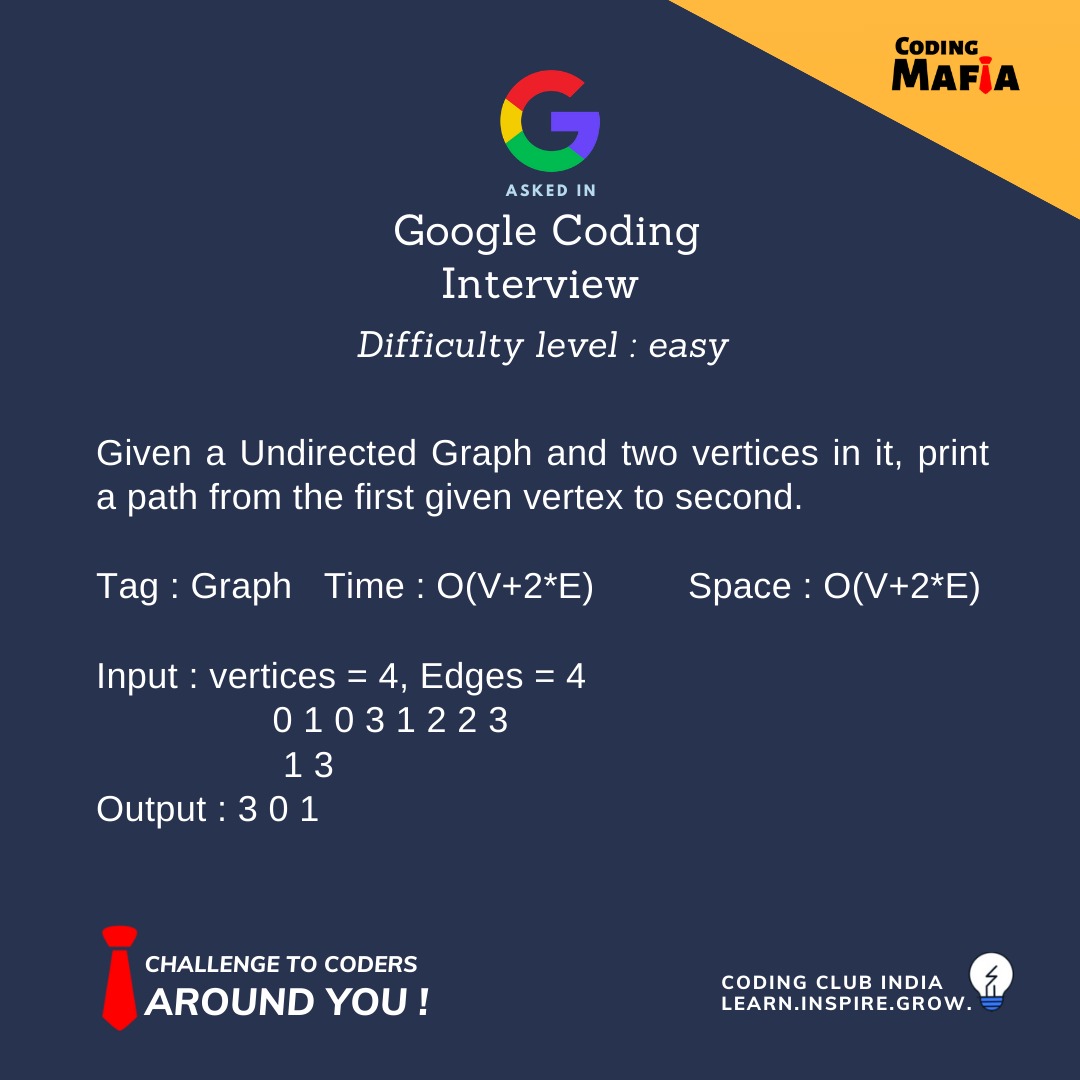 CODING
MAFIA
ASKED IN
Google Coding
Interview
Difficulty level : easy
Given a Undirected Graph and two vertices in it, print
a path from the first given vertex to second.
Tag : Graph Time : O(V+2*E) Space : O(V+2*E)
Input : vertices = 4, Edges = 4
0 1 0 3 1 2 2 3
1 3
Output : 3 0 1
CHALLENGE TO CODERS
AROUND YOU !
CODING CLUB INDIA
LEARN.INSPIRE.GROW.